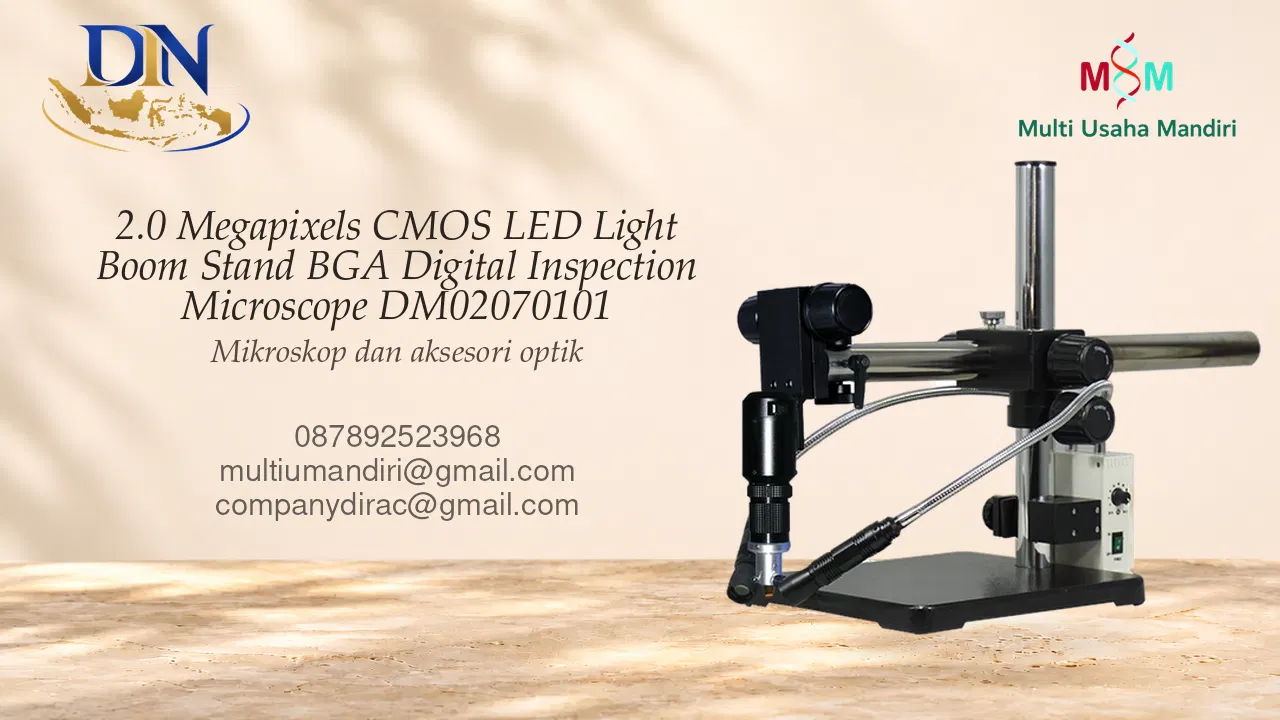 DIN
MSM
Multi Usaha Mandiri
2.0 Megapixels CMOS LED Light
Boom Stand BGA Digital Inspection
Microscope DM02070101
Mikroskop dan aksesori optik
087892523968
multiumandiri@gmail.com
companydirac@gmail.com